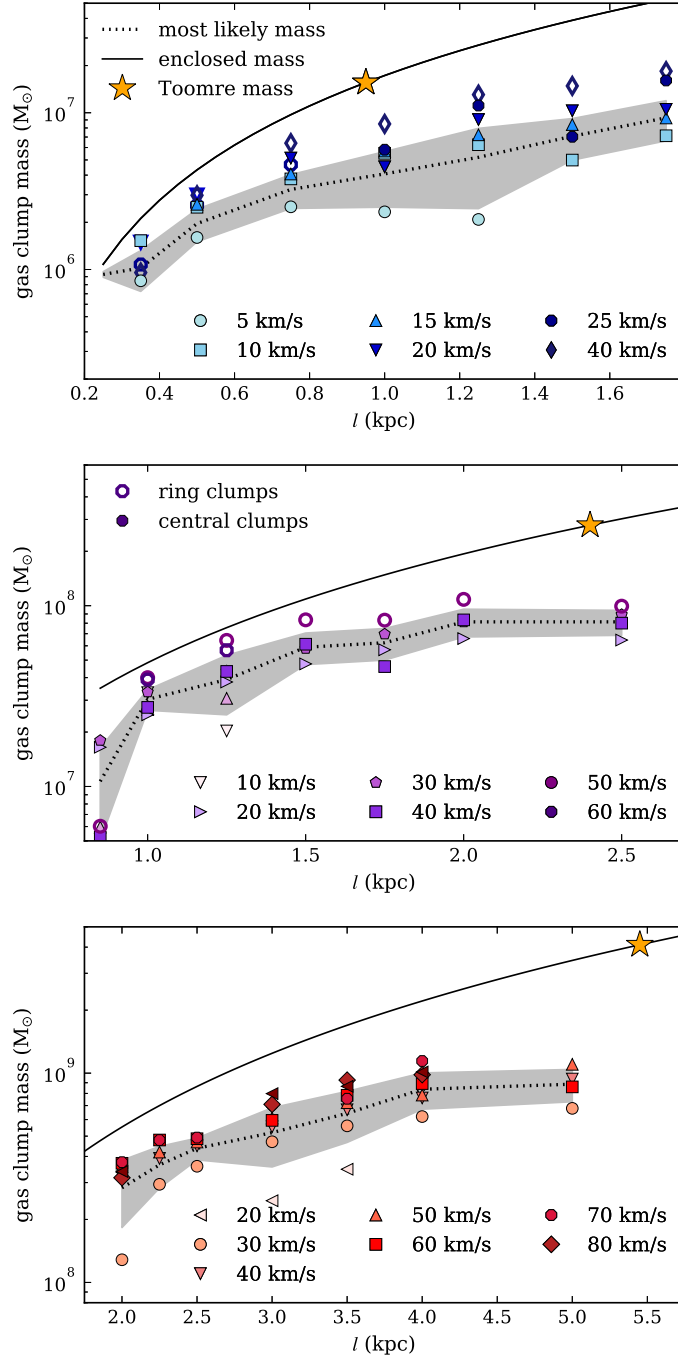 most likely mass
enclosed mass
Toomre mass
gas clump mass (M⊙)
10⁷
10⁶
5 km/s 15 km/s 25 km/s
10 km/s 20 km/s 40 km/s
0.2 0.4 0.6 0.8 1.0 1.2 1.4 1.6
l (kpc)
ring clumps
central clumps
gas clump mass (M⊙)
10⁸
10⁷
10 km/s 30 km/s 50 km/s
20 km/s 40 km/s 60 km/s
1.0 1.5 2.0 2.5
l (kpc)
gas clump mass (M⊙)
10⁹
10⁸
20 km/s 50 km/s 70 km/s
30 km/s 60 km/s 80 km/s
40 km/s
2.0 2.5 3.0 3.5 4.0 4.5 5.0 5.5
l (kpc)